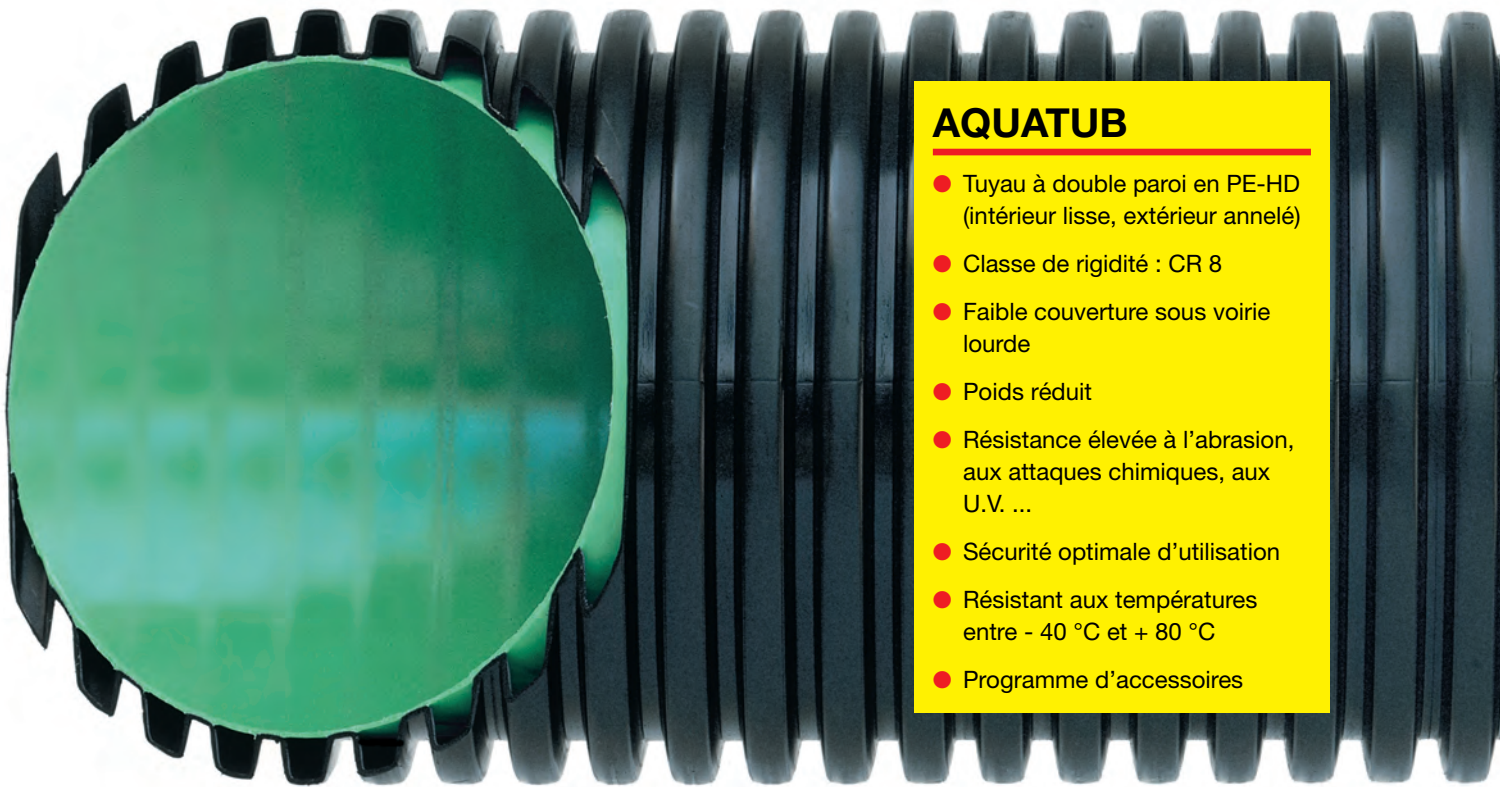 AQUATUB
● Tuyau à double paroi en PE-HD
(intérieur lisse, extérieur annelé)
● Classe de rigidité : CR 8
● Faible couverture sous voirie
lourde
● Poids réduit
● Résistance élevée à l’abrasion,
aux attaques chimiques, aux
U.V. ...
● Sécurité optimale d’utilisation
● Résistant aux températures
entre - 40 °C et + 80 °C
● Programme d’accessoires